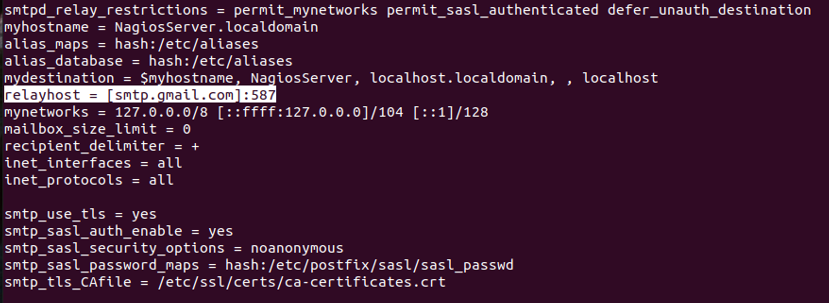 smtpd_relay_restrictions = permit_mynetworks permit_sasl_authenticated defer_unauth_destination
myhostname = NagiosServer.localdomain
alias_maps = hash:/etc/aliases
alias_database = hash:/etc/aliases
mydestination = $myhostname, NagiosServer, localhost.localdomain, , localhost
relayhost = [smtp.gmail.com]:587
mynetworks = 127.0.0.0/8 [::ffff:127.0.0.0]/104 [::1]/128
mailbox_size_limit = 0
recipient_delimiter = +
inet_interfaces = all
inet_protocols = all
smtp_use_tls = yes
smtp_sasl_auth_enable = yes
smtp_sasl_security_options = noanonymous
smtp_sasl_password_maps = hash:/etc/postfix/sasl/sasl_passwd
smtp_tls_CAfile = /etc/ssl/certs/ca-certificates.crt